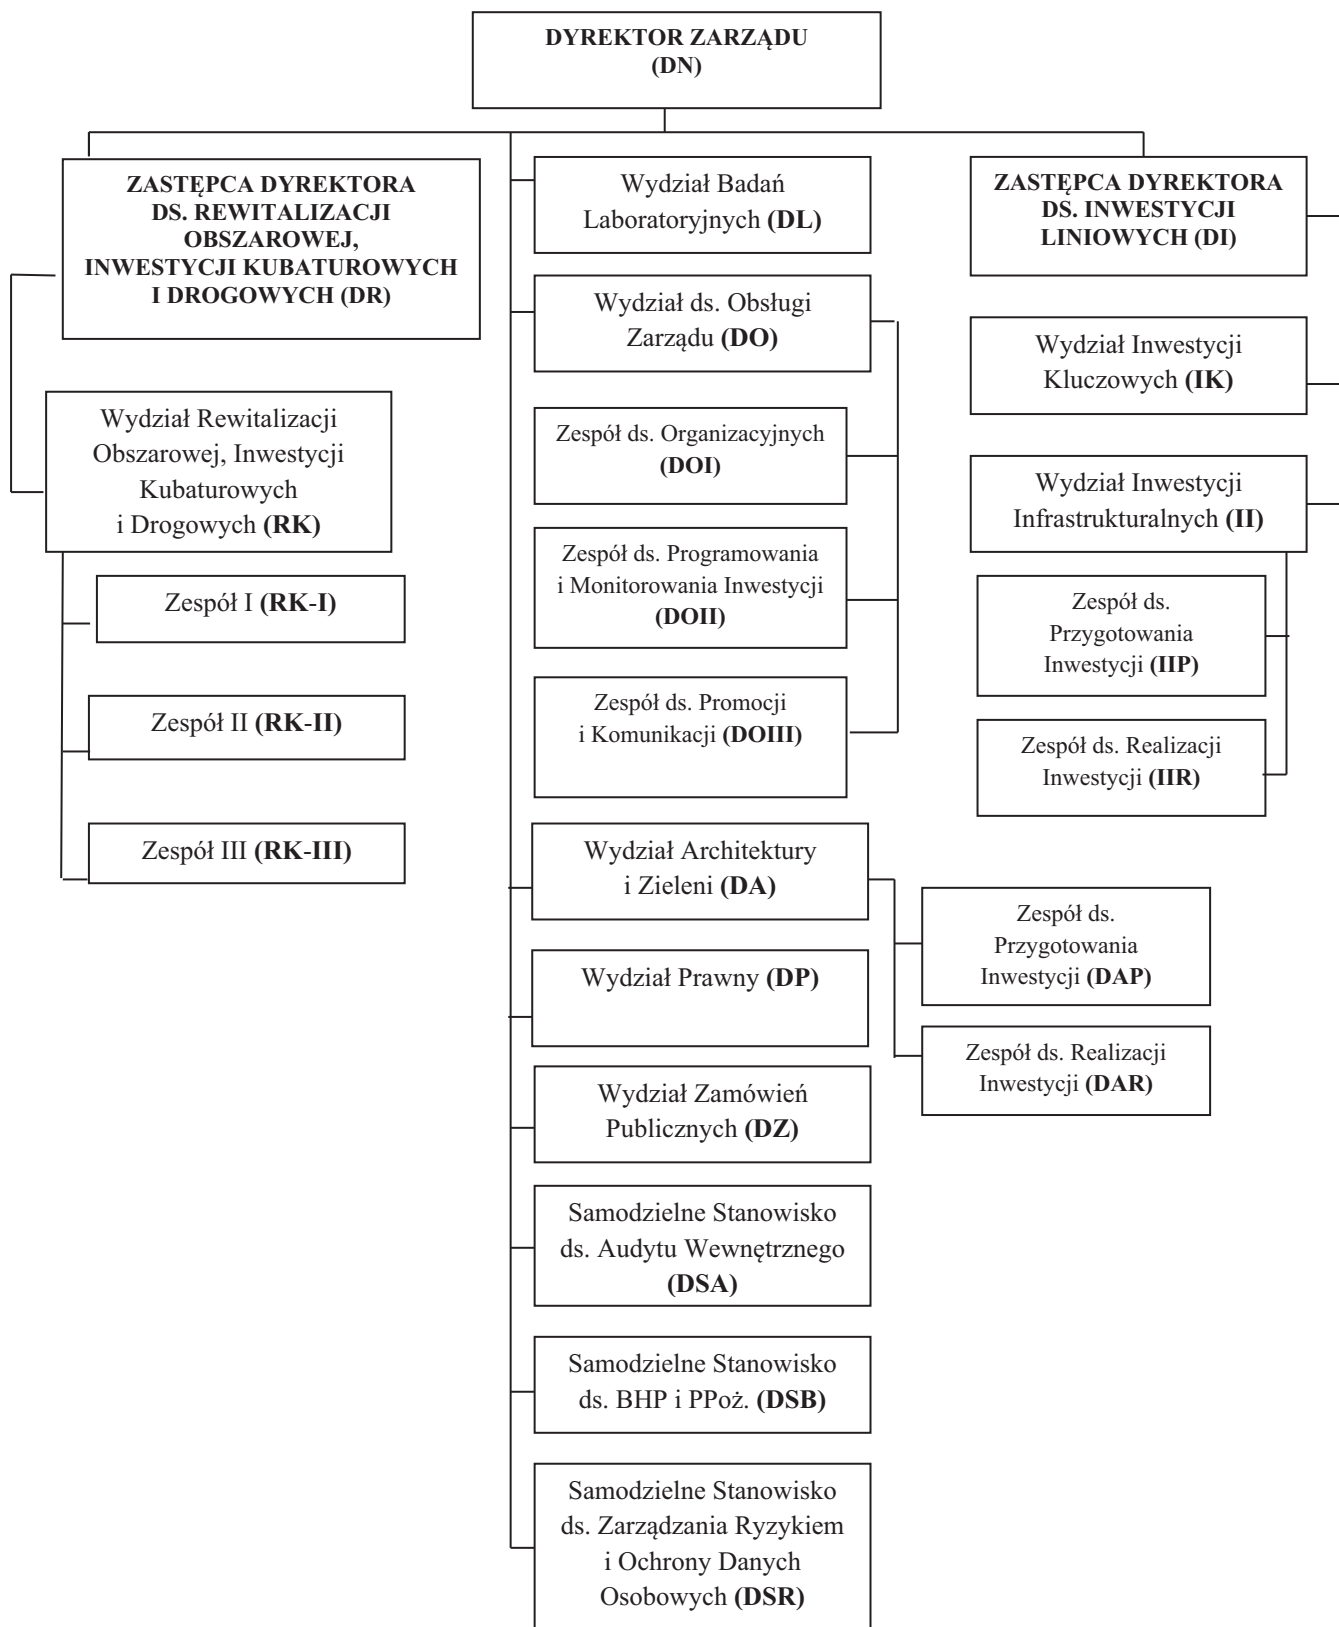 DYREKTOR ZARZĄDU
(DN)
ZASTĘPCA DYREKTORA
DS. REWITALIZACJI
OBSZAROWEJ,
INWESTYCJI KUBATUROWYCH
I DROGOWYCH (DR)
Wydział Rewitalizacji
Obszarowej, Inwestycji
Kubaturowych
i Drogowych (RK)
Zespół I (RK-I)
Zespół II (RK-II)
Zespół III (RK-III)
Wydział Badań
Laboratoryjnych (DL)
Wydział ds. Obsługi
Zarządu (DO)
Zespół ds. Organizacyjnych
(DOI)
Zespół ds. Programowania
i Monitorowania Inwestycji
(DOII)
Zespół ds. Promocji
i Komunikacji (DOIII)
Wydział Architektury
i Zieleni (DA)
Zespół ds.
Przygotowania
Inwestycji (DAP)
Zespół ds. Realizacji
Inwestycji (DAR)
Wydział Prawny (DP)
Wydział Zamówień
Publicznych (DZ)
Samodzielne Stanowisko
ds. Audytu Wewnętrznego
(DSA)
Samodzielne Stanowisko
ds. BHP i PPoż. (DSB)
Samodzielne Stanowisko
ds. Zarządzania Ryzykiem
i Ochrony Danych
Osobowych (DSR)
ZASTĘPCA DYREKTORA
DS. INWESTYCJI
LINIOWYCH (DI)
Wydział Inwestycji
Kluczowych (IK)
Wydział Inwestycji
Infrastrukturalnych (II)
Zespół ds.
Przygotowania
Inwestycji (IIP)
Zespół ds. Realizacji
Inwestycji (IIR)